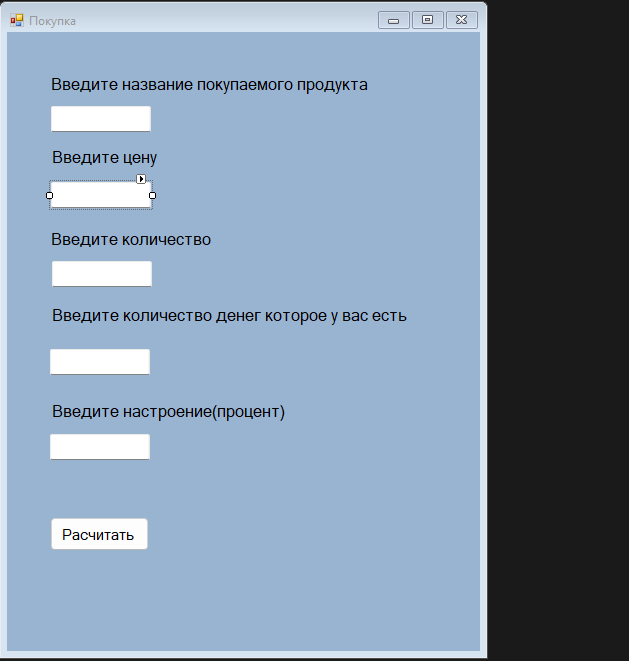 Покупка
Введите название покупаемого продукта
Введите цену
Введите количество
Введите количество денег которое у вас есть
Введите настроение(процент)
Расчитать